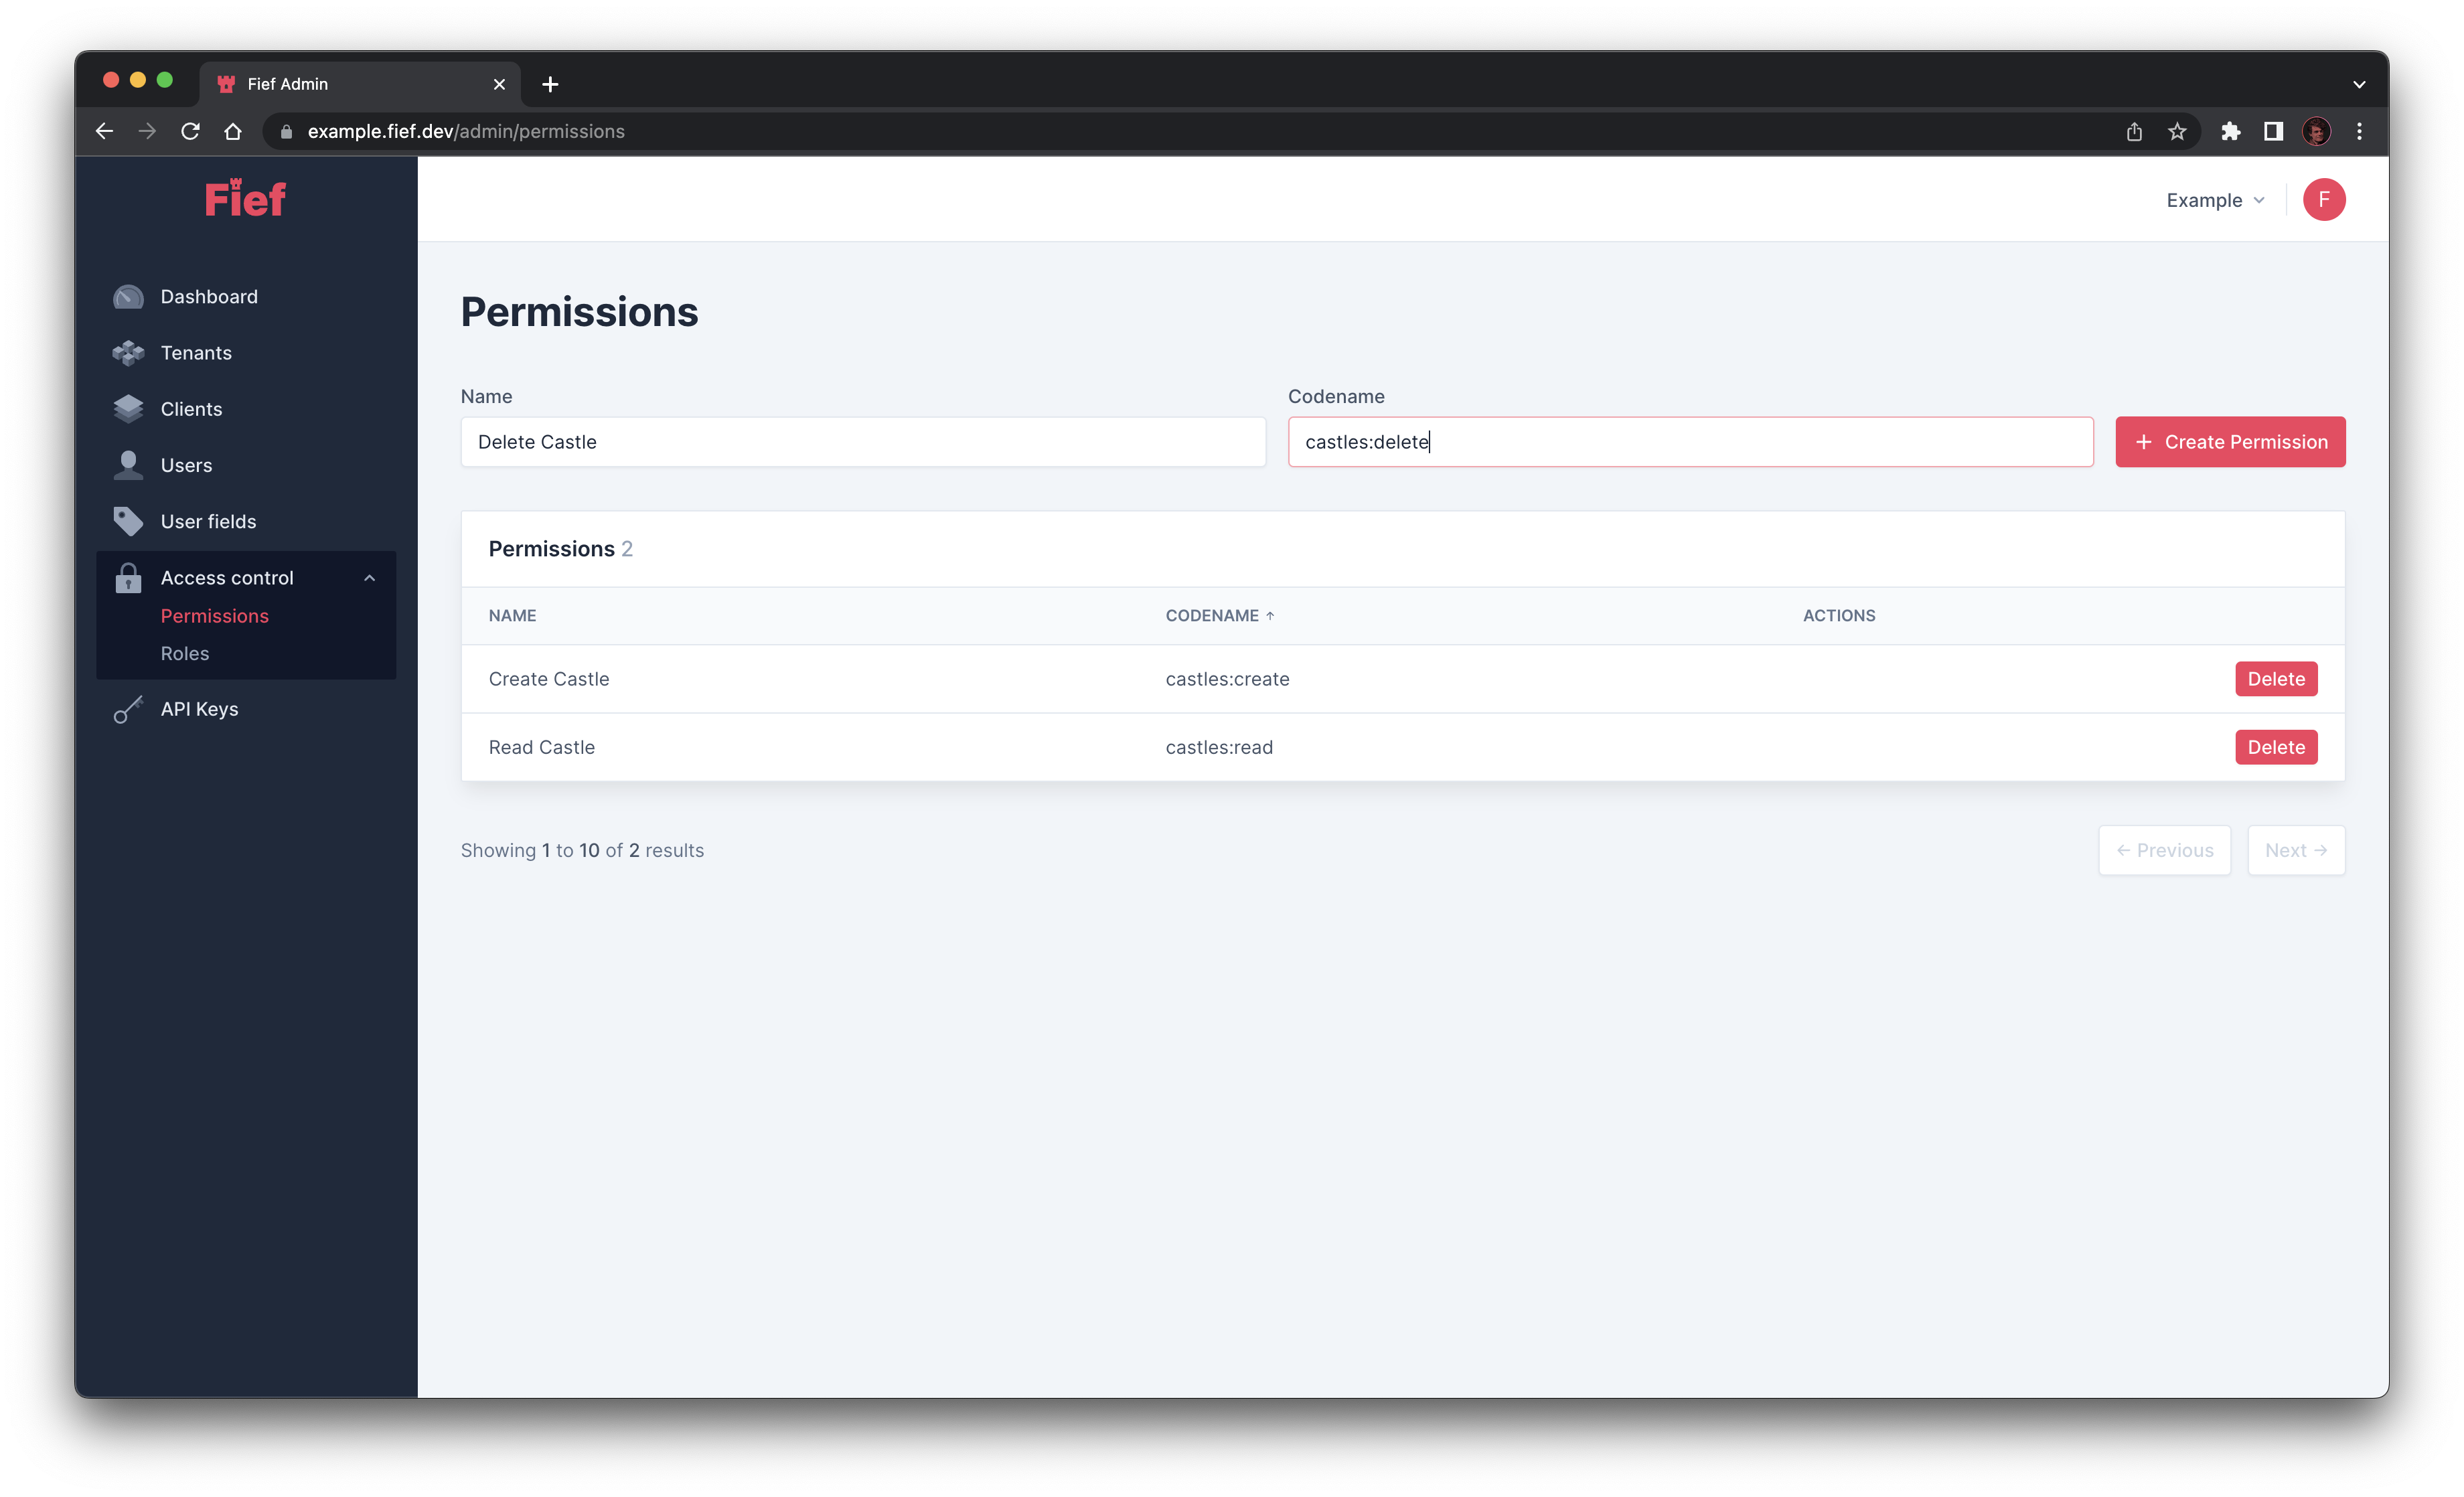 Fief Admin
example.fief.dev/admin/permissions
Fief
Example
F
Dashboard
Tenants
Clients
Users
User fields
Access control
Permissions
Roles
API Keys
Permissions
Name
Codename
Delete Castle
castles:delete
+ Create Permission
Permissions 2
NAME CODENAME ↑ ACTIONS
Create Castle castles:create Delete
Read Castle castles:read Delete
Showing 1 to 10 of 2 results
← Previous
Next →